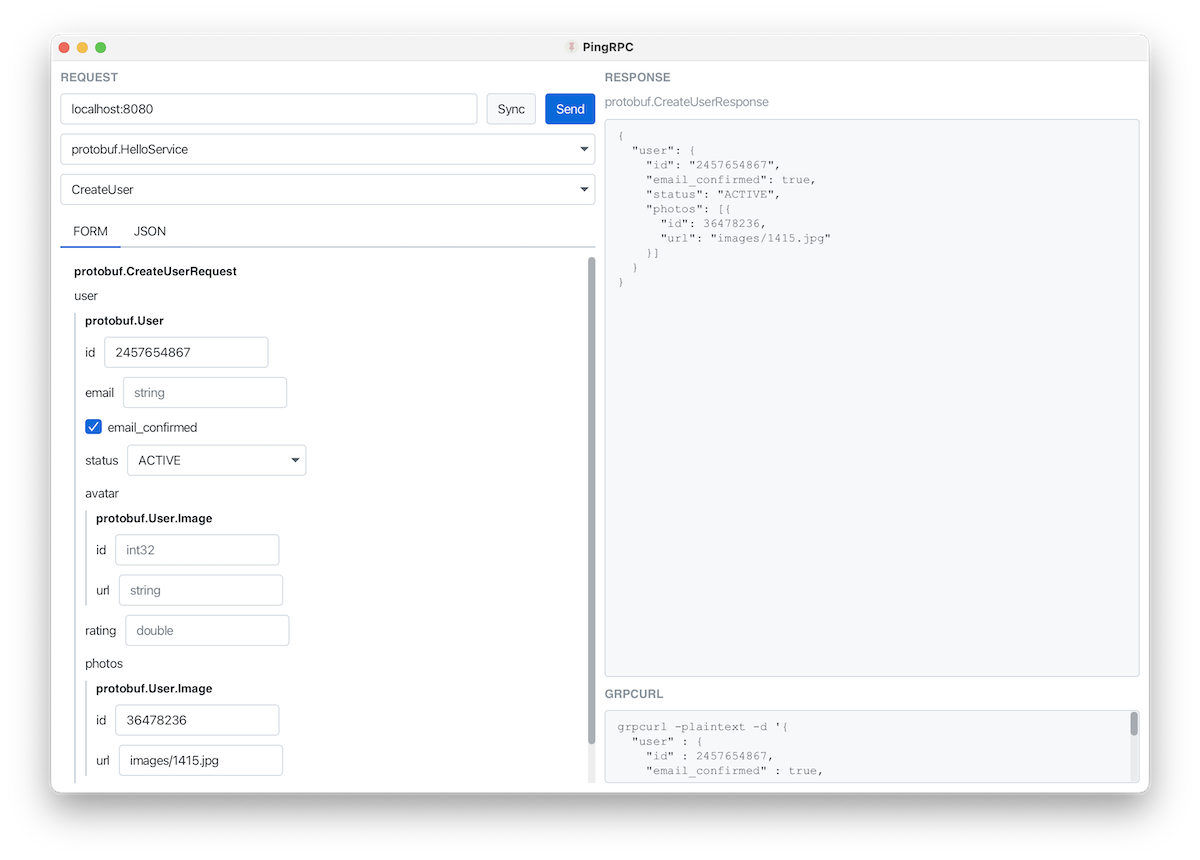 PingRPC
REQUEST
localhost:8080
Sync
Send
protobuf.HelloService
CreateUser
FORM
JSON
protobuf.CreateUserRequest
user
protobuf.User
id
2457654867
email
string
email_confirmed
status
ACTIVE
avatar
protobuf.User.Image
id
int32
url
string
rating
double
photos
protobuf.User.Image
id
36478236
url
images/1415.jpg
RESPONSE
protobuf.CreateUserResponse
{
  "user": {
    "id": "2457654867",
    "email_confirmed": true,
    "status": "ACTIVE",
    "photos": [{
      "id": 36478236,
      "url": "images/1415.jpg"
    }]
  }
}
GRPCURL
grpcurl -plaintext -d '{
  "user" : {
    "id" : 2457654867,
    "email_confirmed" : true,